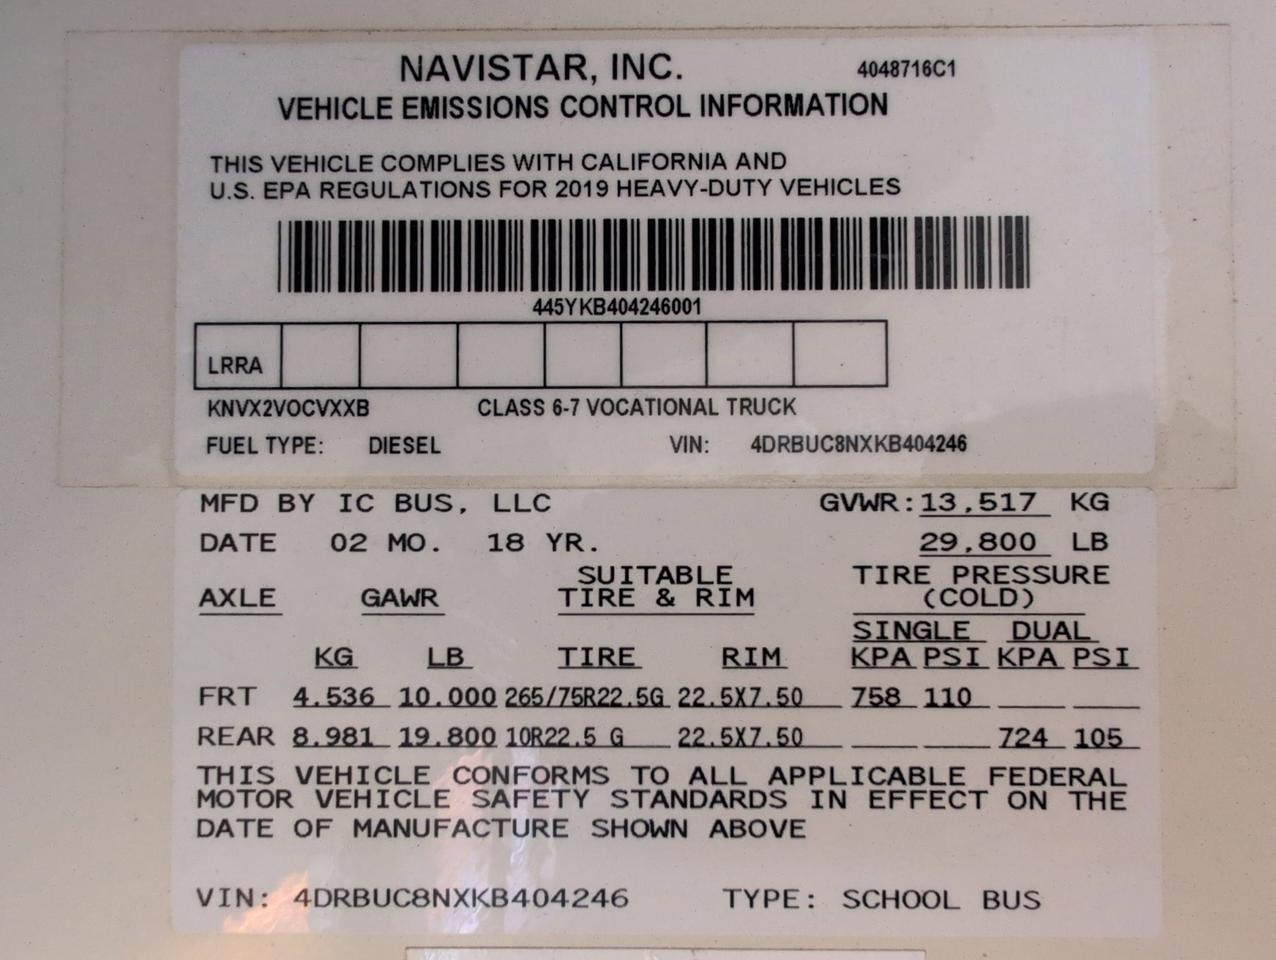 NAVISTAR, INC. 4048716C1
VEHICLE EMISSIONS CONTROL INFORMATION
THIS VEHICLE COMPLIES WITH CALIFORNIA AND
U.S. EPA REGULATIONS FOR 2019 HEAVY-DUTY VEHICLES
445YKB404246001
LRRA
KNVX2VOCVXXB CLASS 6-7 VOCATIONAL TRUCK
FUEL TYPE: DIESEL VIN: 4DRBUC8NXKB404246
MFD BY IC BUS, LLC GVWR: 13,517 KG
DATE 02 MO. 18 YR. 29,800 LB
SUITABLE TIRE PRESSURE
AXLE GAWR TIRE & RIM (COLD)
SINGLE DUAL
KG LB TIRE RIM KPA PSI KPA PSI
FRT 4,536 10,000 265/75R22.5G 22.5X7.50 758 110
REAR 8,981 19,800 10R22.5 G 22.5X7.50 724 105
THIS VEHICLE CONFORMS TO ALL APPLICABLE FEDERAL
MOTOR VEHICLE SAFETY STANDARDS IN EFFECT ON THE
DATE OF MANUFACTURE SHOWN ABOVE
VIN: 4DRBUC8NXKB404246 TYPE: SCHOOL BUS